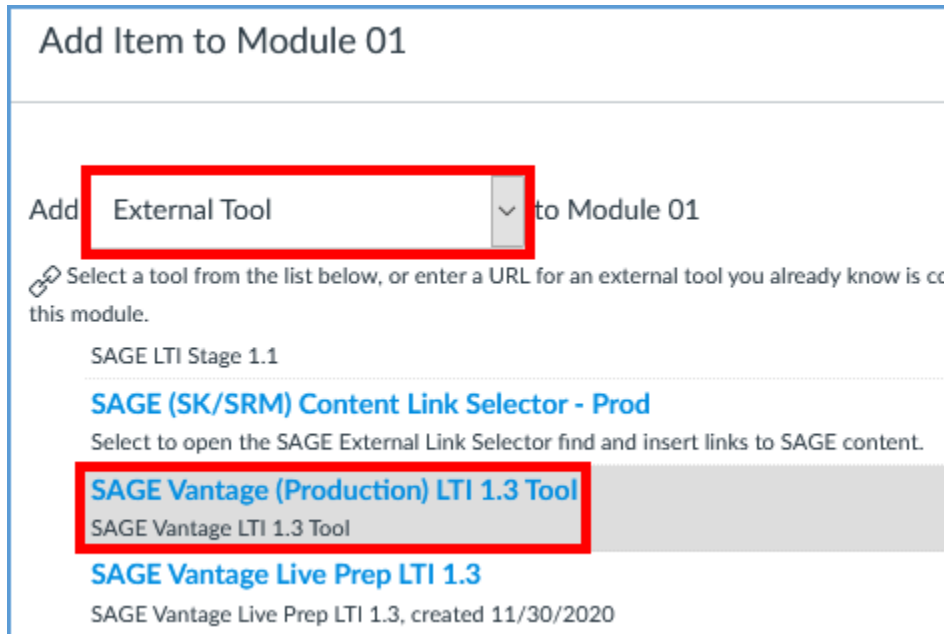 Add Item to Module 01
Add External Tool to Module 01
Select a tool from the list below, or enter a URL for an external tool you already know is
this module.
SAGE LTI Stage 1.1
SAGE (SK/SRM) Content Link Selector - Prod
Select to open the SAGE External Link Selector find and insert links to SAGE content.
SAGE Vantage (Production) LTI 1.3 Tool
SAGE Vantage LTI 1.3 Tool
SAGE Vantage Live Prep LTI 1.3
SAGE Vantage Live Prep LTI 1.3, created 11/30/2020